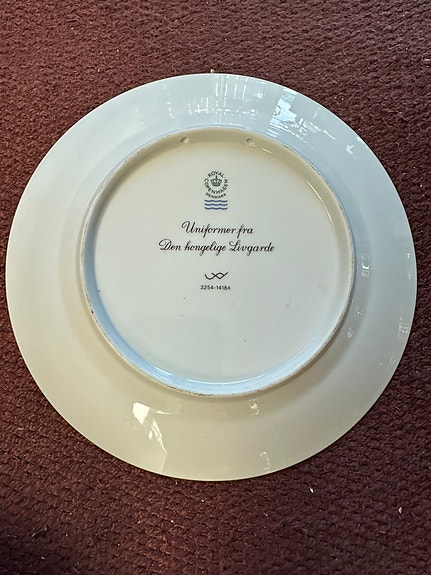 ROYAL
COPENHAGEN
DENMARK
Uniformer fra
Den kongelige Livgarde
3254-14184